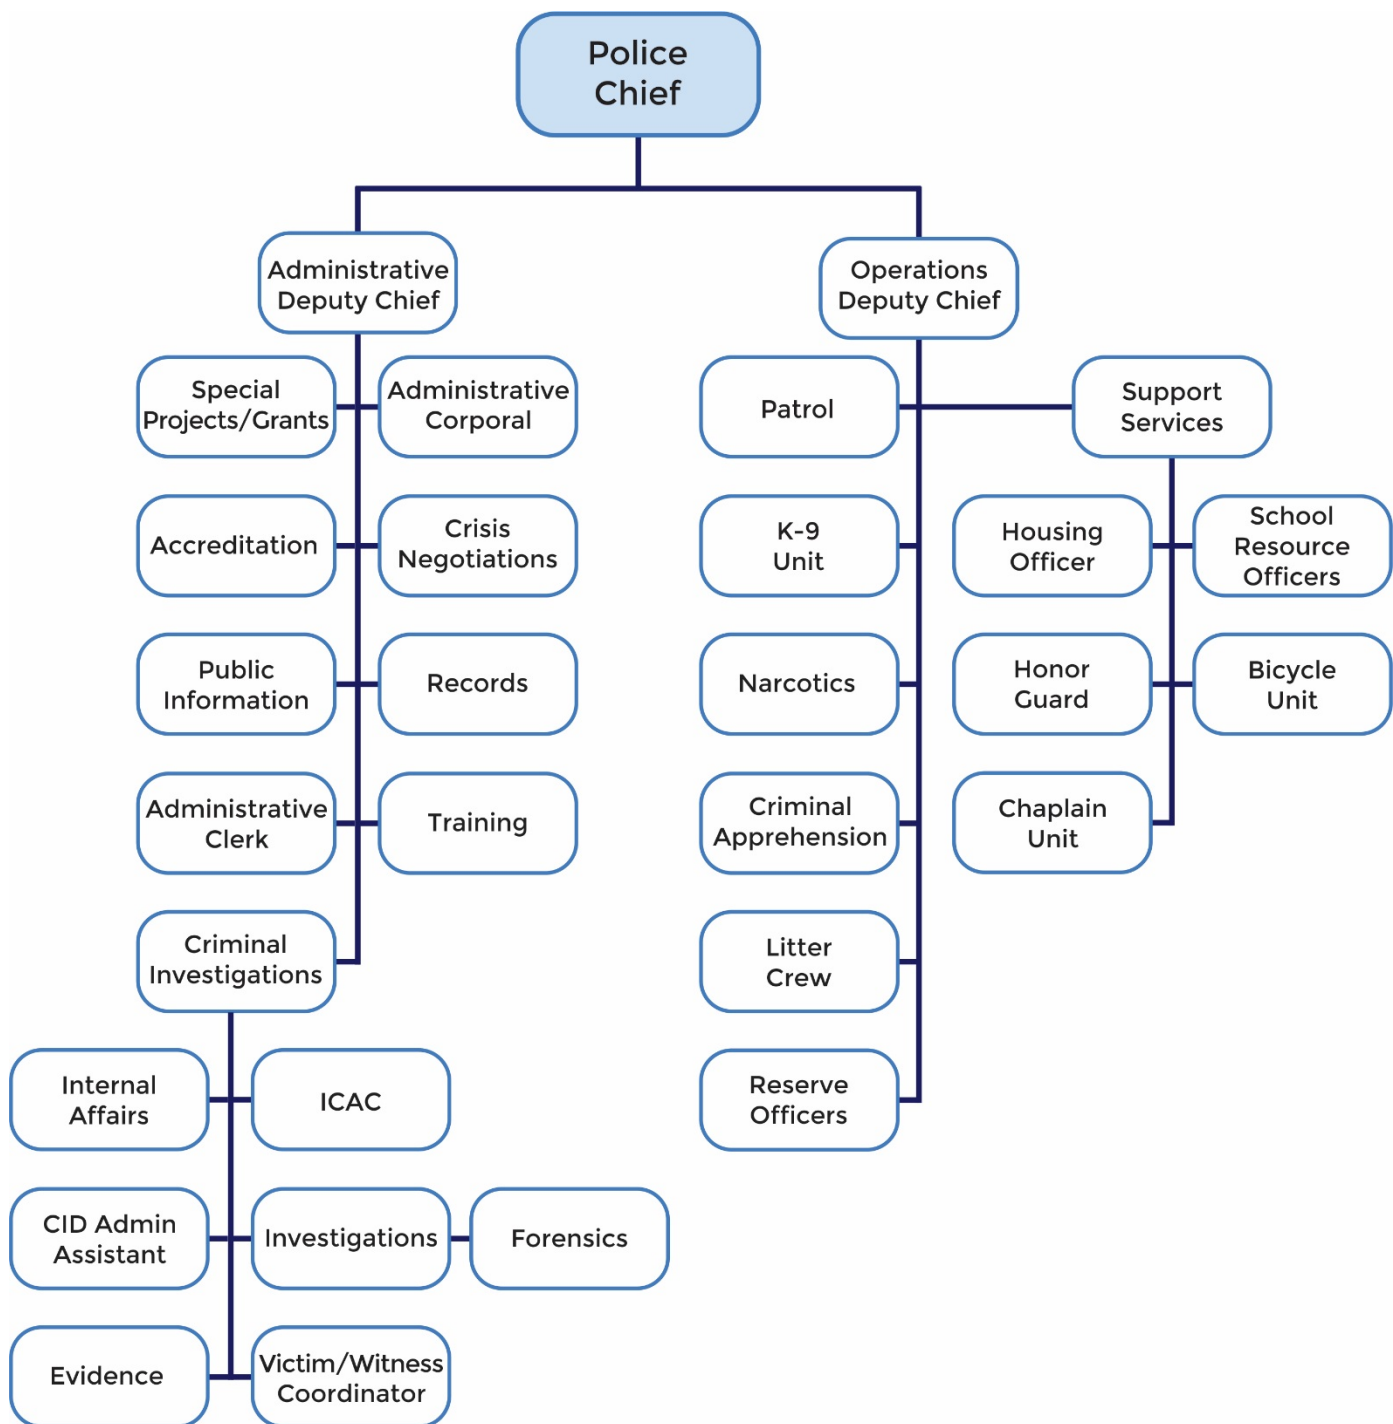 Police
Chief
Administrative
Deputy Chief
Operations
Deputy Chief
Special
Projects/Grants
Administrative
Corporal
Patrol
Support
Services
Accreditation
Crisis
Negotiations
K-9
Unit
Housing
Officer
School
Resource
Officers
Public
Information
Records
Narcotics
Honor
Guard
Bicycle
Unit
Administrative
Clerk
Training
Criminal
Apprehension
Chaplain
Unit
Criminal
Investigations
Litter
Crew
Internal
Affairs
ICAC
Reserve
Officers
CID Admin
Assistant
Investigations
Forensics
Evidence
Victim/Witness
Coordinator